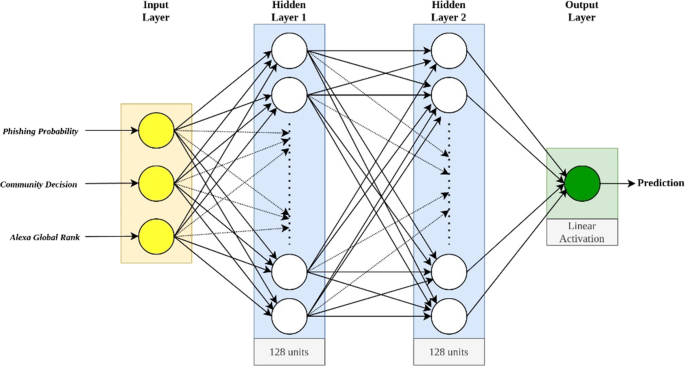 Input
Layer
Hidden
Layer 1
Hidden
Layer 2
Output
Layer
Phishing Probability
Community Decision
Alexa Global Rank
Prediction
Linear
Activation
128 units
128 units